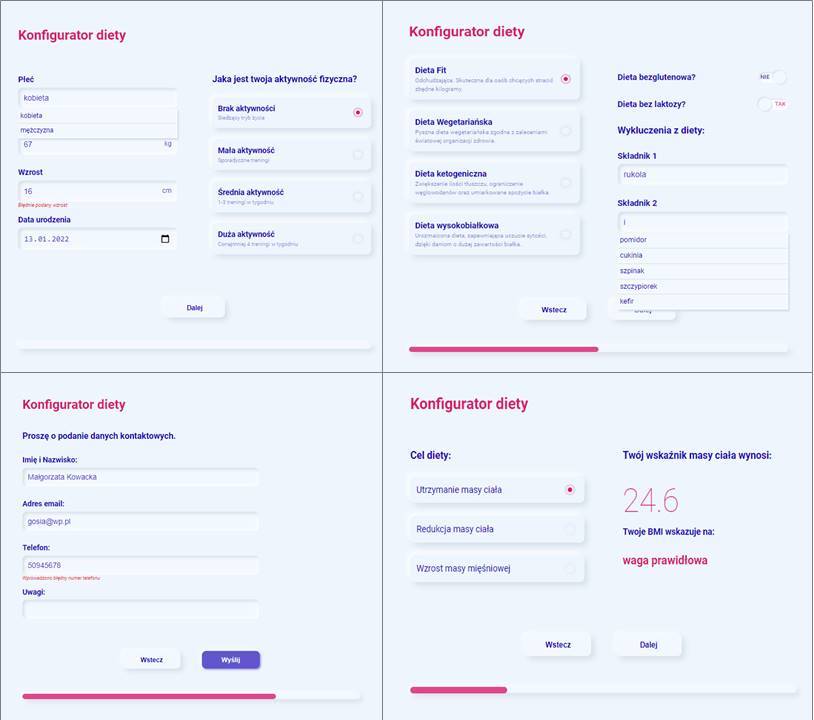 Konfigurator diety
Płeć
kobieta
kobieta
mężczyzna
67 kg
Wzrost
16 cm
Błędnie podany wzrost
Data urodzenia
13.01.2022
Jaka jest twoja aktywność fizyczna?
Brak aktywności
Siedzący tryb życia
Mała aktywność
Sporadyczne treningi
Średnia aktywność
1-3 treningi w tygodniu
Duża aktywność
Conajmniej 4 treningi w tygodniu
Dalej
Konfigurator diety
Dieta Fit
Odchudzająca. Skuteczna dla osób chcących stracić
zbędne kilogramy.
Dieta Wegetariańska
Pyszna dieta wegetariańska zgodna z zaleceniami
światowej organizacji zdrowia.
Dieta ketogeniczna
Zwiększenie ilości tłuszczu, ograniczenie
węglowodanów oraz umiarkowane spożycie białka.
Dieta wysokobiałkowa
Urozmaicona dieta, zapewniająca uczucie sytości,
dzięki daniom o dużej zawartości białka.
Dieta bezglutenowa? NIE
Dieta bez laktozy? TAK
Wykluczenia z diety:
Składnik 1
rukola
Składnik 2
i
pomidor
cukinia
szpinak
szczypiorek
kefir
Wstecz
Konfigurator diety
Proszę o podanie danych kontaktowych.
Imię i Nazwisko:
Małgorzata Kowacka
Adres email:
gosia@wp.pl
Telefon:
50945678
Wprowadzono błędny numer telefonu
Uwagi:
Wstecz Wyślij
Konfigurator diety
Cel diety:
Utrzymanie masy ciała
Redukcja masy ciała
Wzrost masy mięśniowej
Twój wskaźnik masy ciała wynosi:
24.6
Twoje BMI wskazuje na:
waga prawidłowa
Wstecz Dalej